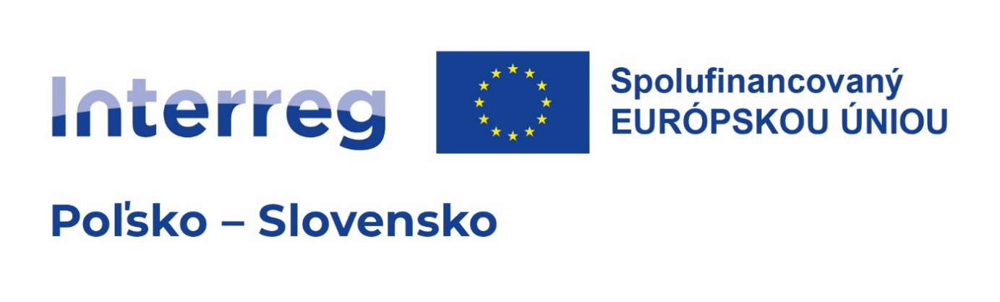 Interreg
Spolufinancovaný
EURÓPSKOU ÚNIOU
Poľsko – Slovensko